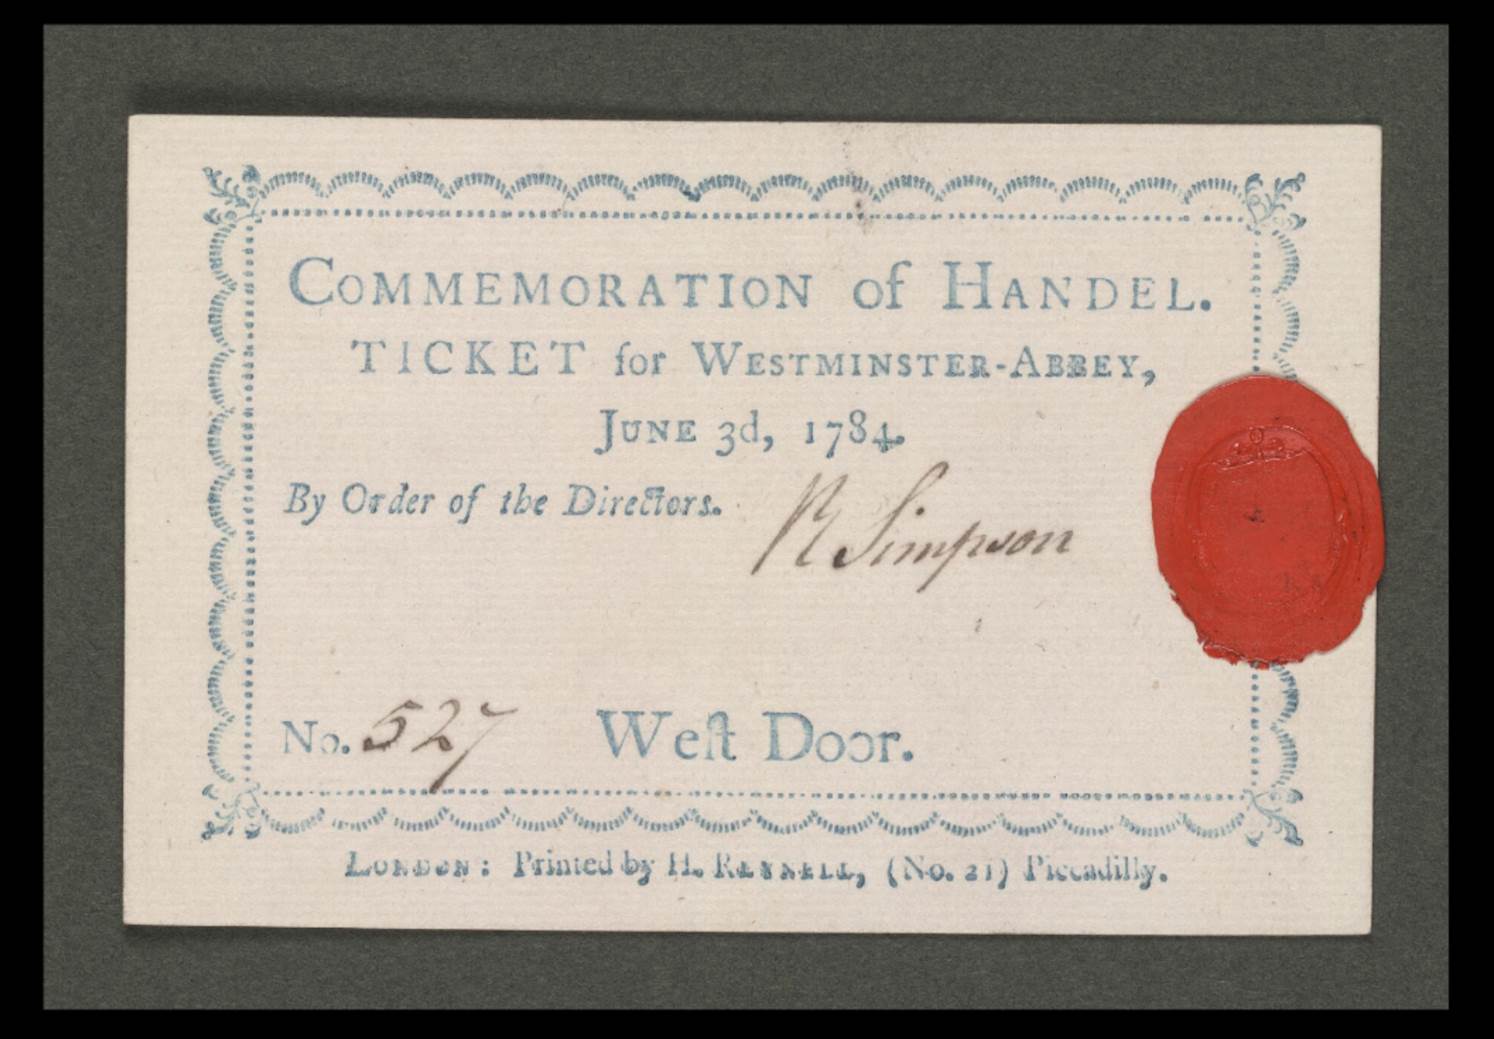 COMMEMORATION of HANDEL.
TICKET for WESTMINSTER-ABBEY,
JUNE 3d, 1784.
By Order of the Directors. R Simpson
No. 527 Weſt Door.
LONDON: Printed by H. REYNELL, (No. 21) Piccadilly.